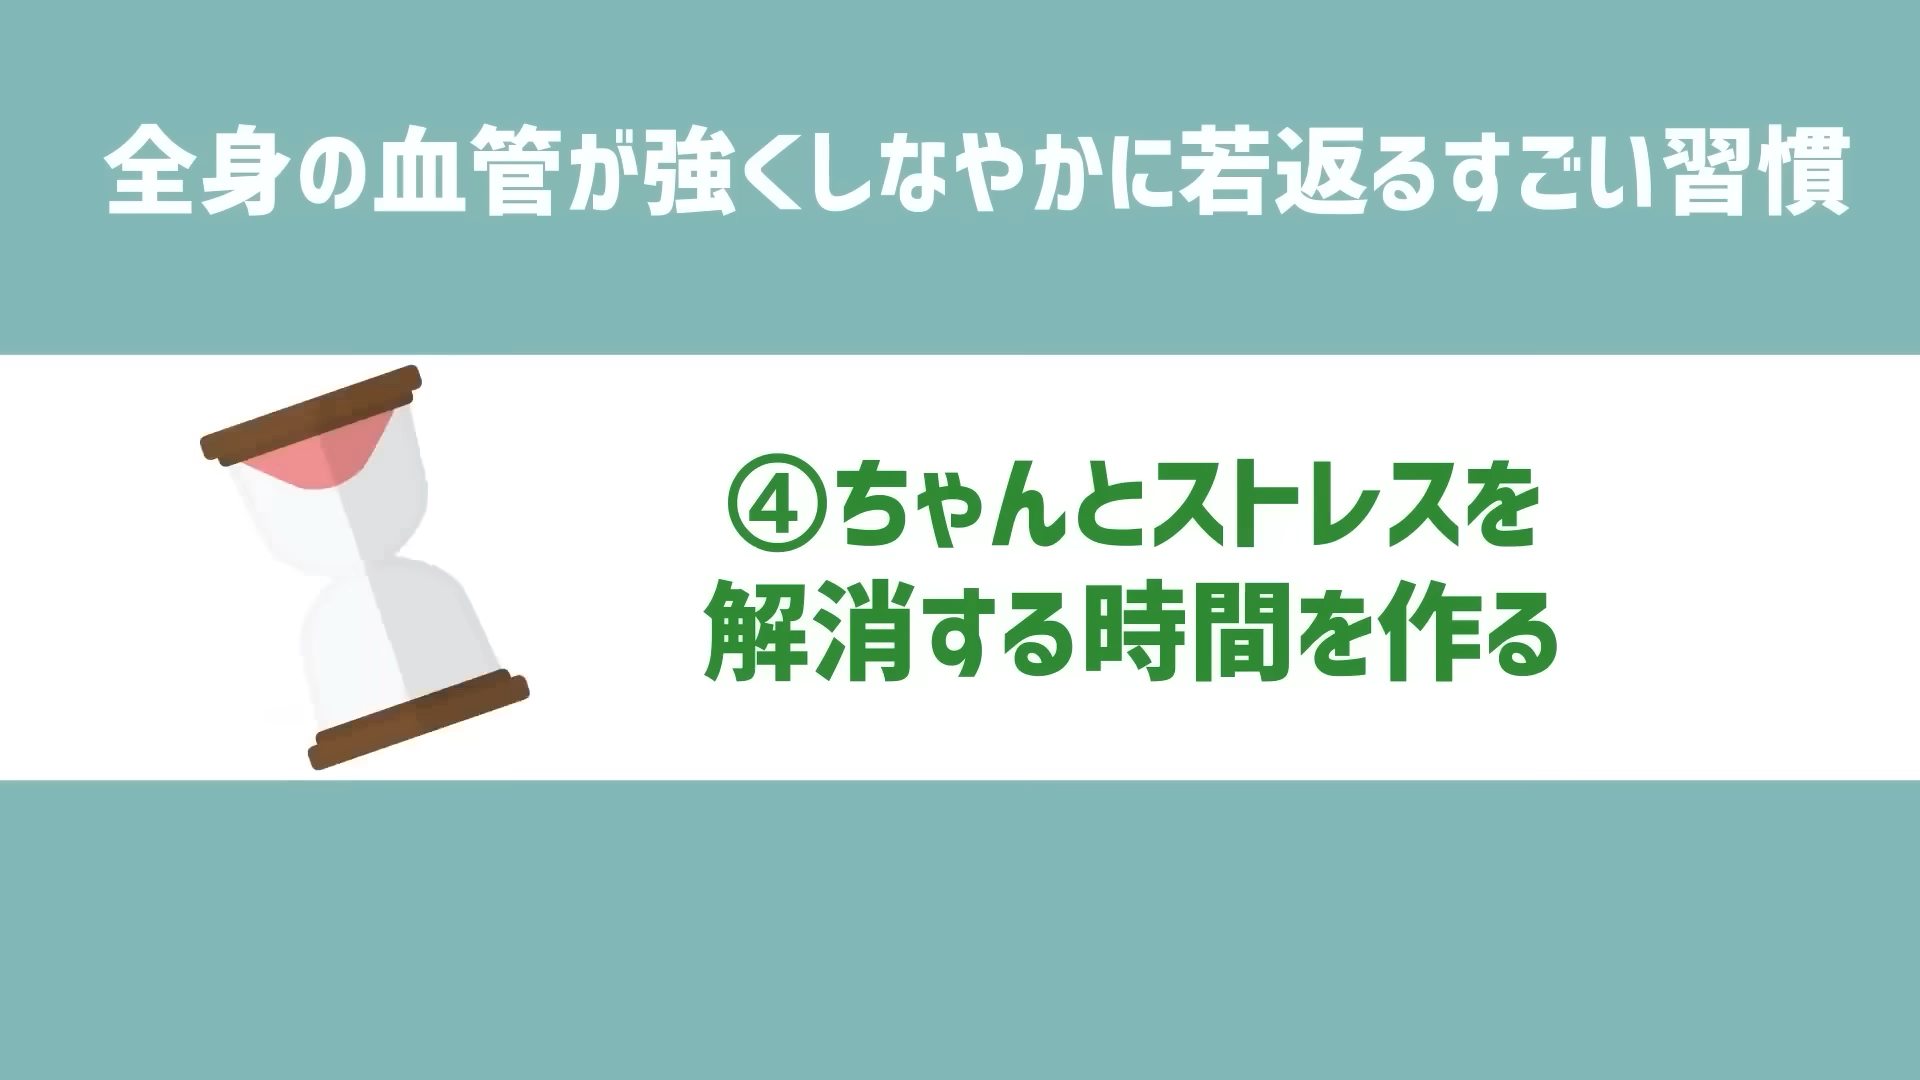 全身の血管が強くしなやかに若返るすごい習慣
④ちゃんとストレスを
解消する時間を作る